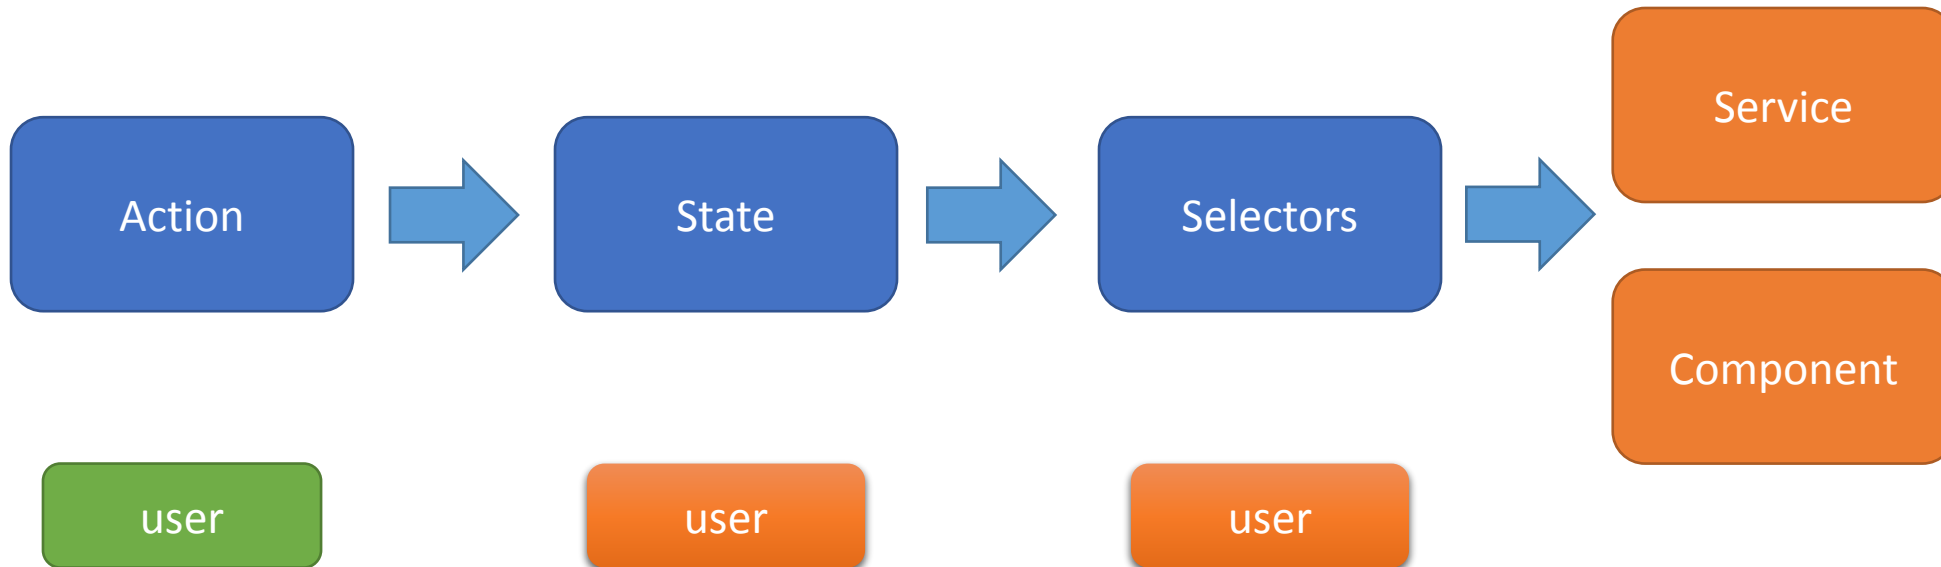 Action
State
Selectors
Service
Component
user
user
user